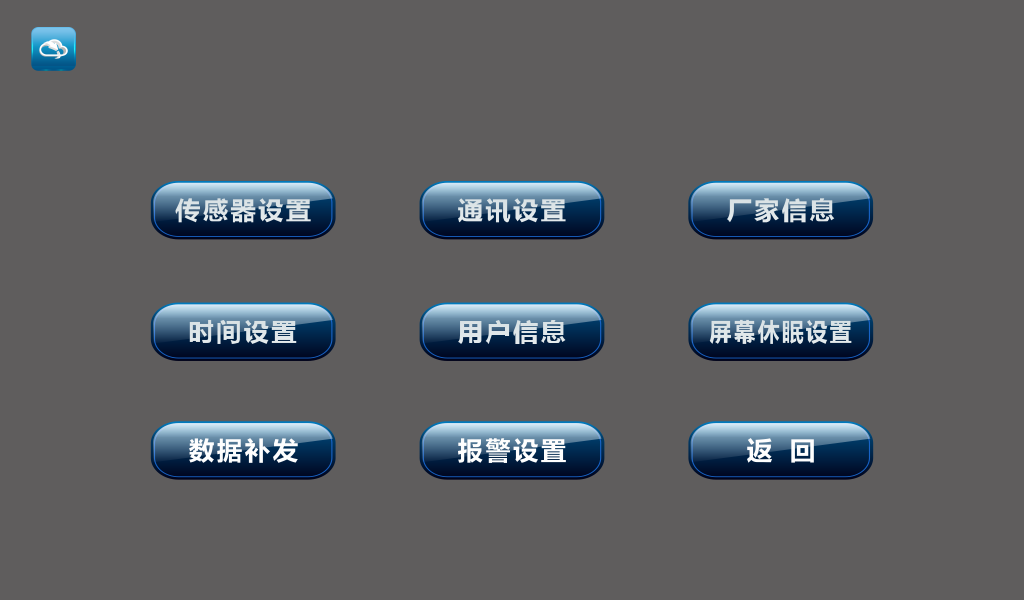 传感器设置
通讯设置
厂家信息
时间设置
用户信息
屏幕休眠设置
数据补发
报警设置
返 回